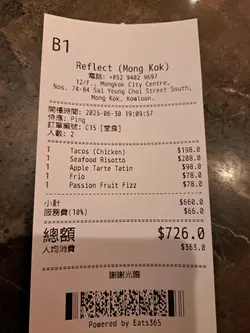 B1
Reflect (Mong Kok)
電話: +852 9402 9697
12/F., Mongkok City Centre,
Nos. 74-84 Sai Yeung Choi Street South,
Mong Kok, Kowloon.
開檯時間: 2025-06-30 19:09:57
侍應: Ping
訂單號: C15 [堂食]
人數: 2
1 Tacos (Chicken) $198.0
1 Seafood Risotto $208.0
1 Apple Tarte Tatin $98.0
1 Frio $78.0
1 Passion Fruit Fizz $78.0
小計 $660.0
服務費(10%) $66.0
總額 $726.0
人均消費 $363.0
謝謝光臨
Powered by Eats365